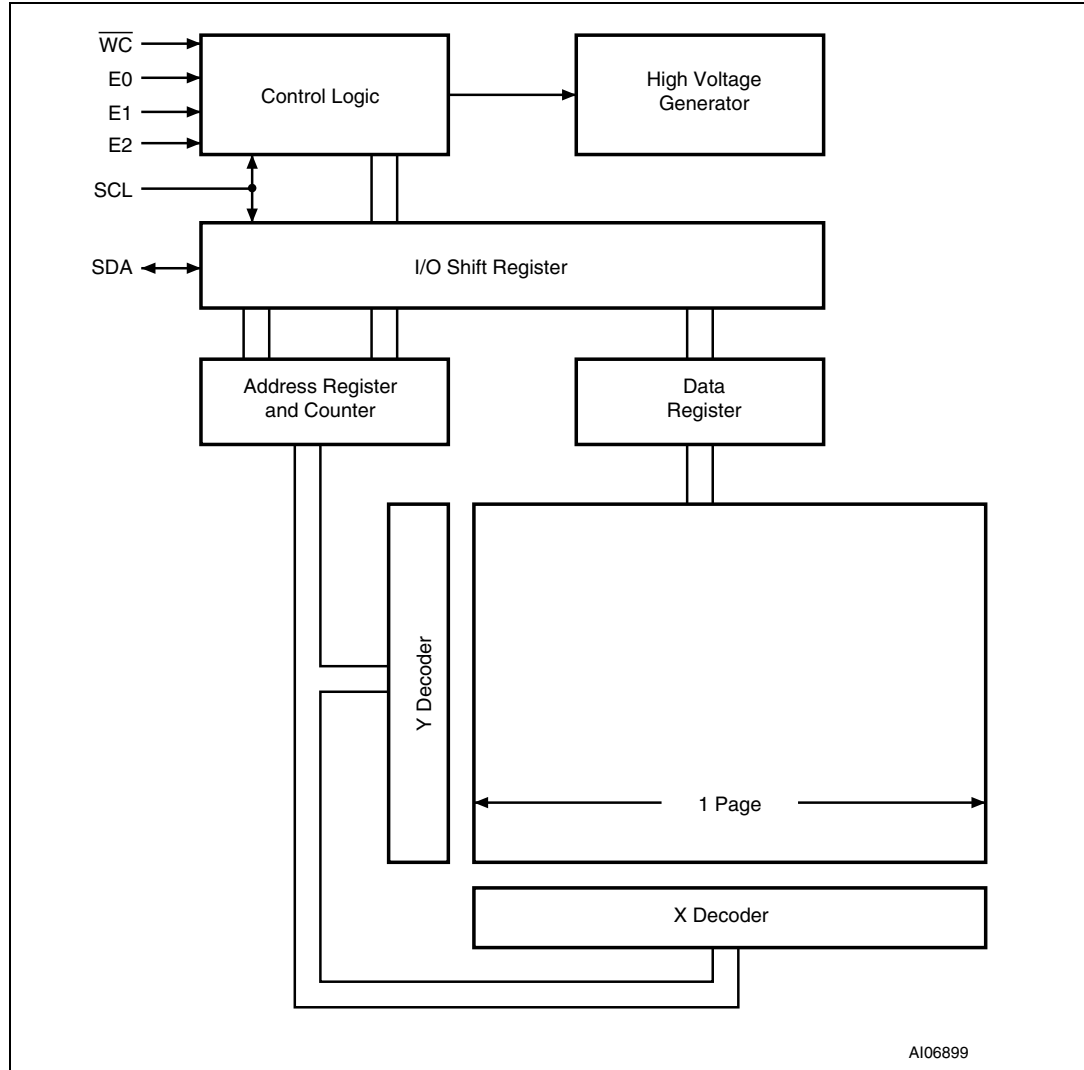 W̅C̅
E0
E1
E2
SCL
SDA
Control Logic
High Voltage
Generator
I/O Shift Register
Address Register
and Counter
Data
Register
Y Decoder
1 Page
X Decoder
AI06899